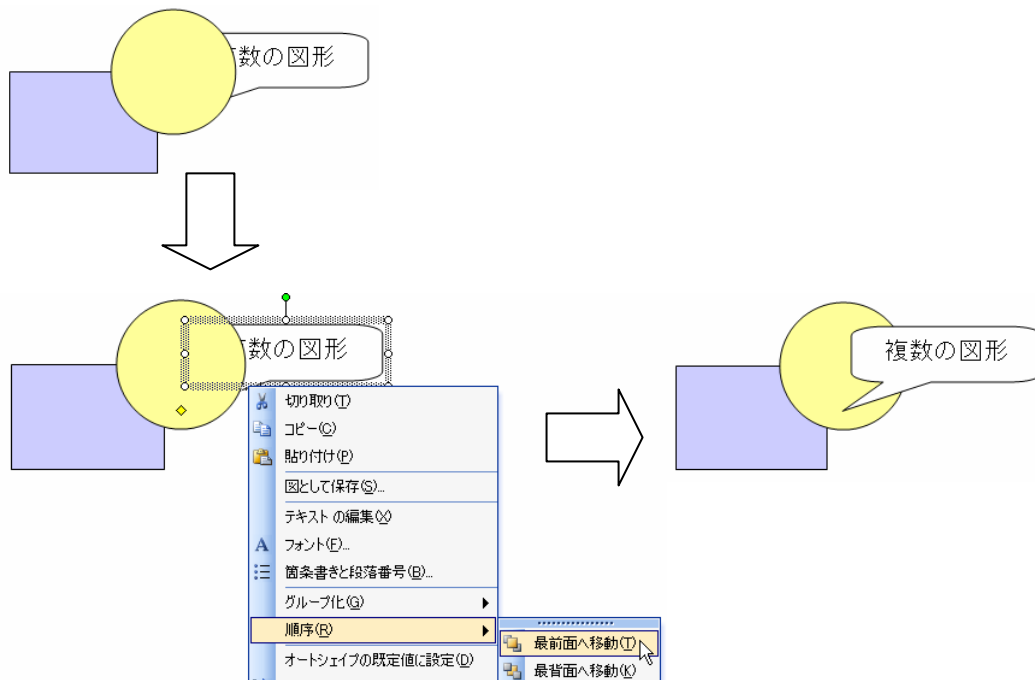 数の図形
数の図形
複数の図形
切り取り(T)
コピー(C)
貼り付け(P)
図として保存(S)...
テキスト の編集(X)
フォント(F)...
箇条書きと段落番号(B)...
グループ化(G)
順序(R)
最前面へ移動(T)
オートシェイプの既定値に設定(D)
最背面へ移動(K)